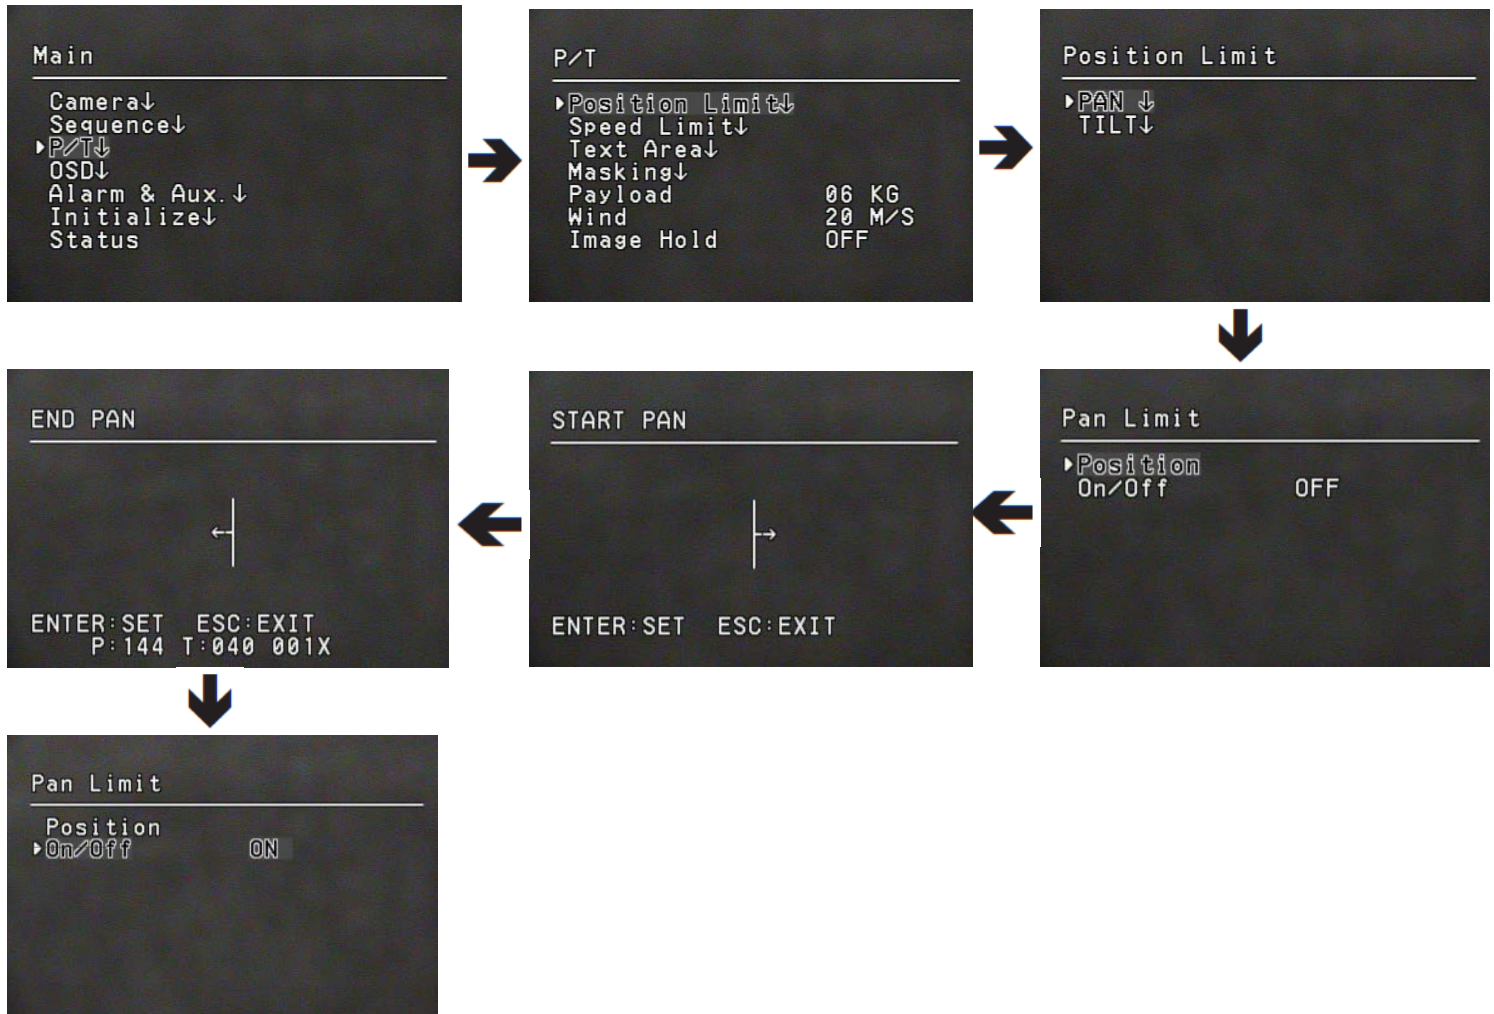 Main
Camera↓
Sequence↓
P/T↓
OSD↓
Alarm & Aux.↓
Initialize↓
Status
P/T
Position Limit↓
Speed Limit↓
Text Area↓
Masking↓
Payload 06 KG
Wind 20 M/S
Image Hold OFF
Position Limit
PAN ↓
TILT↓
Pan Limit
Position
On/Off OFF
START PAN
ENTER:SET ESC:EXIT
END PAN
ENTER:SET ESC:EXIT
P:144 T:040 001X
Pan Limit
Position
On/Off ON